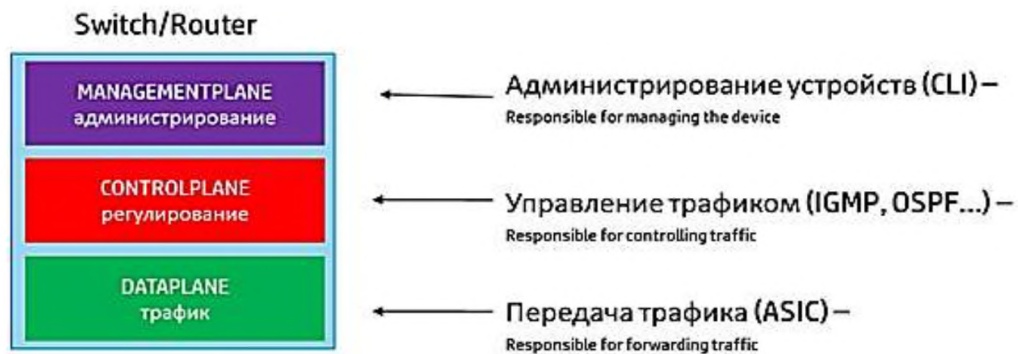 Switch/Router
MANAGEMENTPLANE
администрирование
Администрирование устройств (CLI) –
Responsible for managing the device
CONTROLPLANE
регулирование
Управление трафиком (IGMP, OSPF...) –
Responsible for controlling traffic
DATAPLANE
трафик
Передача трафика (ASIC) –
Responsible for forwarding traffic